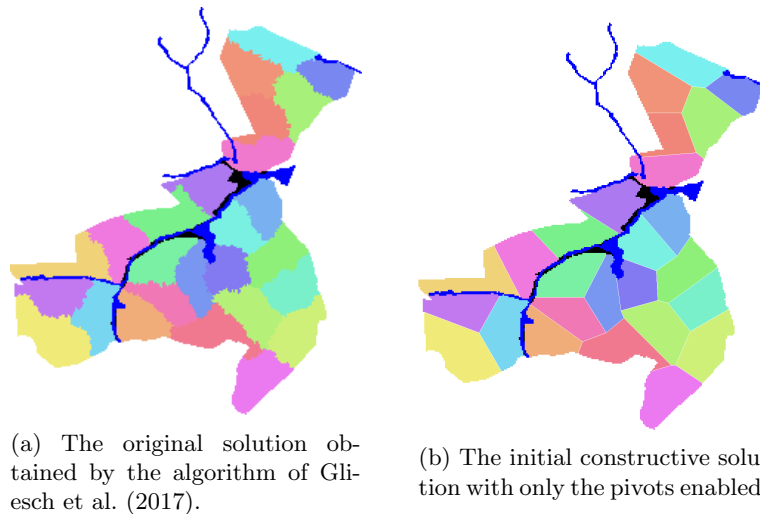 (a) The original solution ob-
tained by the algorithm of Gli-
esch et al. (2017).
(b) The initial constructive solu-
tion with only the pivots enabled